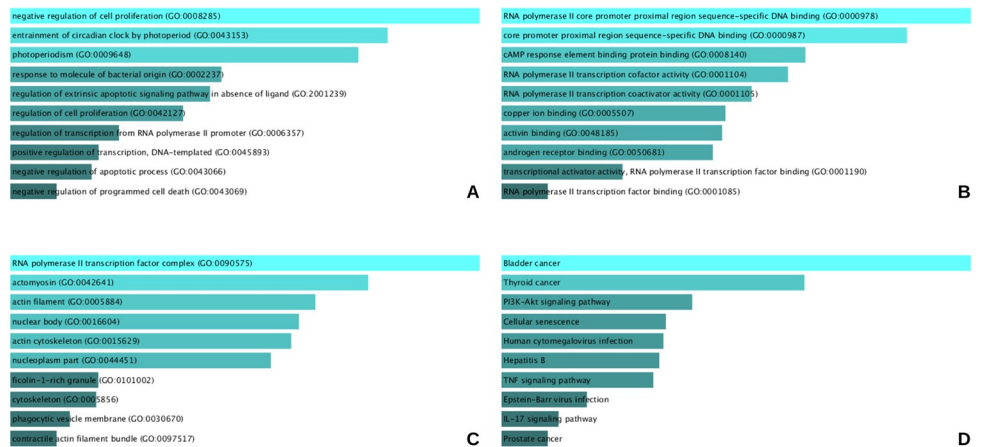 negative regulation of cell proliferation (GO:0008285)
entrainment of circadian clock by photoperiod (GO:0043153)
photoperiodism (GO:0009648)
response to molecule of bacterial origin (GO:0002237)
regulation of extrinsic apoptotic signaling pathway in absence of ligand (GO:2001239)
regulation of cell proliferation (GO:0042127)
regulation of transcription from RNA polymerase II promoter (GO:0006357)
positive regulation of transcription, DNA-templated (GO:0045893)
negative regulation of apoptotic process (GO:0043066)
negative regulation of programmed cell death (GO:0043069)
A
RNA polymerase II core promoter proximal region sequence-specific DNA binding (GO:0000978)
core promoter proximal region sequence-specific DNA binding (GO:0000987)
cAMP response element binding protein binding (GO:0008140)
RNA polymerase II transcription cofactor activity (GO:0001104)
RNA polymerase II transcription coactivator activity (GO:0001105)
copper ion binding (GO:0005507)
activin binding (GO:0048185)
androgen receptor binding (GO:0050681)
transcriptional activator activity, RNA polymerase II transcription factor binding (GO:0001190)
RNA polymerase II transcription factor binding (GO:0001085)
B
RNA polymerase II transcription factor complex (GO:0090575)
actomyosin (GO:0042641)
actin filament (GO:0005884)
nuclear body (GO:0016604)
actin cytoskeleton (GO:0015629)
nucleoplasm part (GO:0044451)
ficolin-1-rich granule (GO:0101002)
cytoskeleton (GO:0005856)
phagocytic vesicle membrane (GO:0030670)
contractile actin filament bundle (GO:0097517)
C
Bladder cancer
Thyroid cancer
PI3K-Akt signaling pathway
Cellular senescence
Human cytomegalovirus infection
Hepatitis B
TNF signaling pathway
Epstein-Barr virus infection
IL-17 signaling pathway
Prostate cancer
D